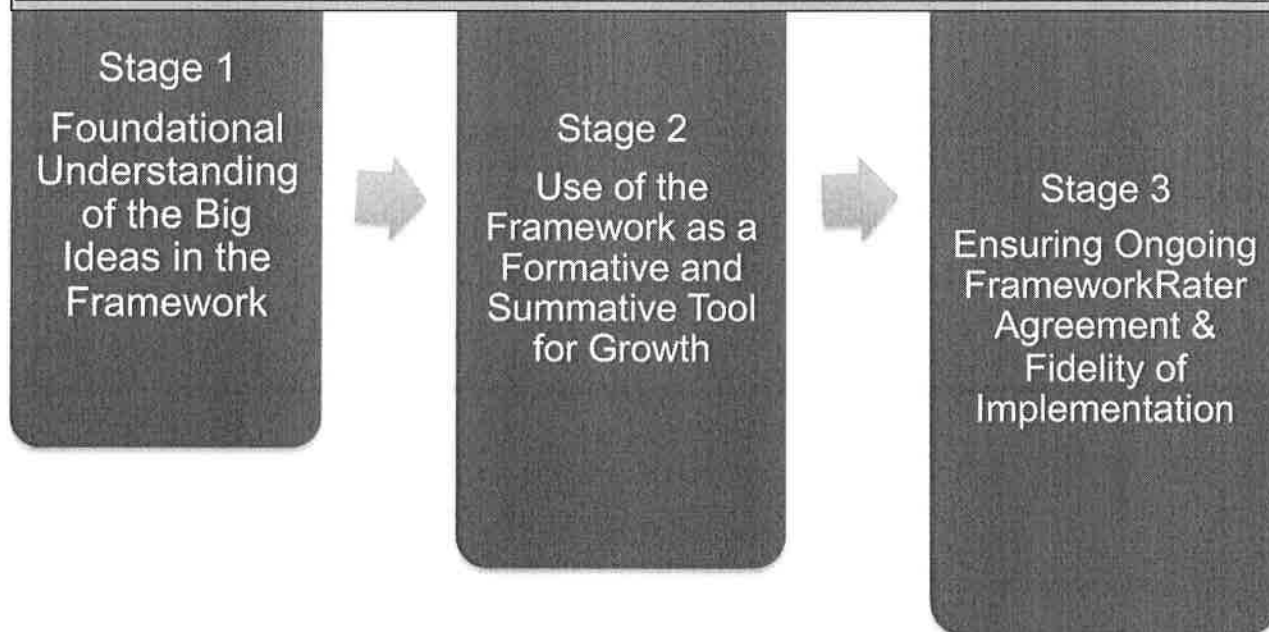 Stage 1
Foundational
Understanding
of the Big
Ideas in the
Framework
Stage 2
Use of the
Framework as a
Formative and
Summative Tool
for Growth
Stage 3
Ensuring Ongoing
FrameworkRater
Agreement &
Fidelity of
Implementation